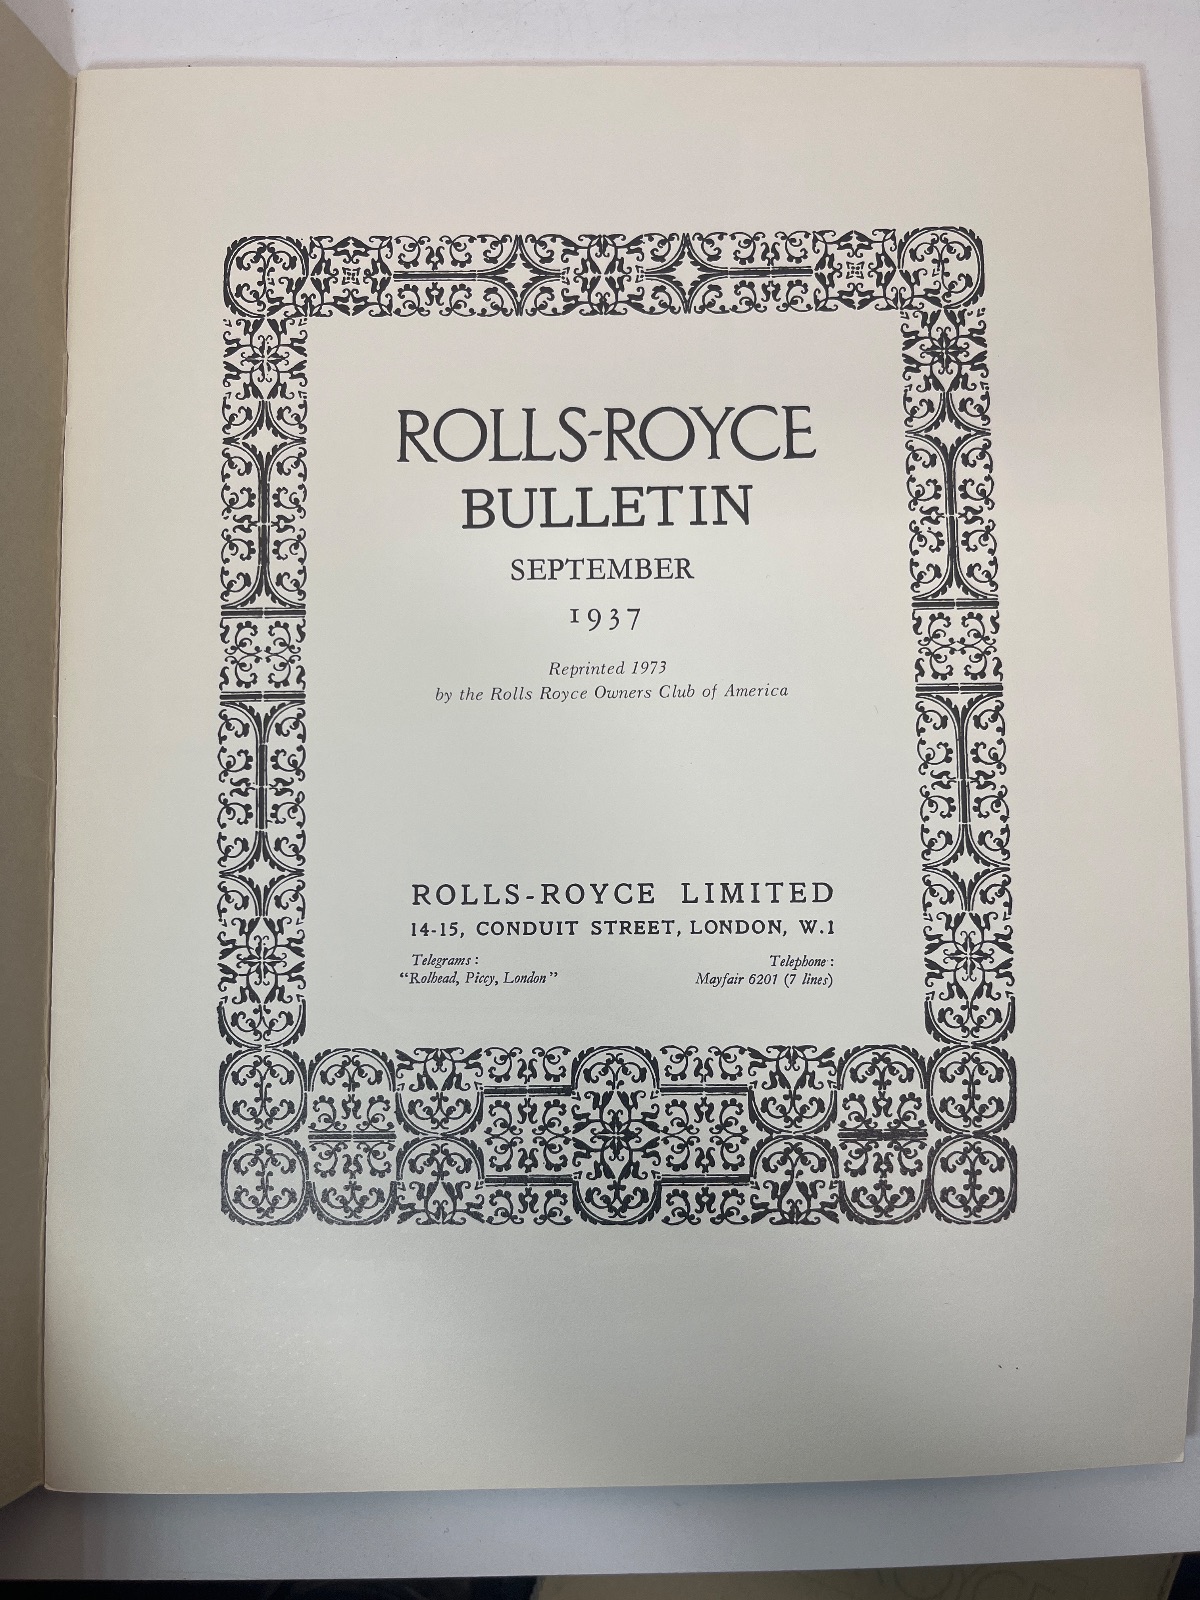 ROLLS-ROYCE
BULLETIN
SEPTEMBER
1937
Reprinted 1973
by the Rolls Royce Owners Club of America
ROLLS-ROYCE LIMITED
14-15, CONDUIT STREET, LONDON, W.1
Telegrams: Telephone:
"Rolhead, Piccy, London" Mayfair 6201 (7 lines)